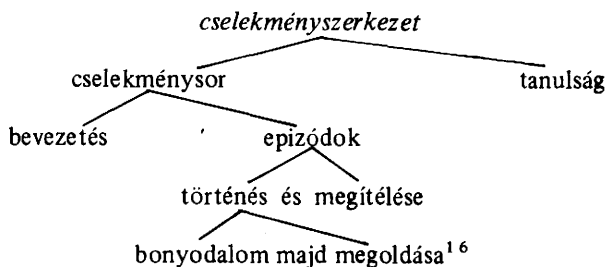 cselekményszerkezet
cselekménysor tanulság
bevezetés epizódok
történés és megítélése
bonyodalom majd megoldása¹⁶